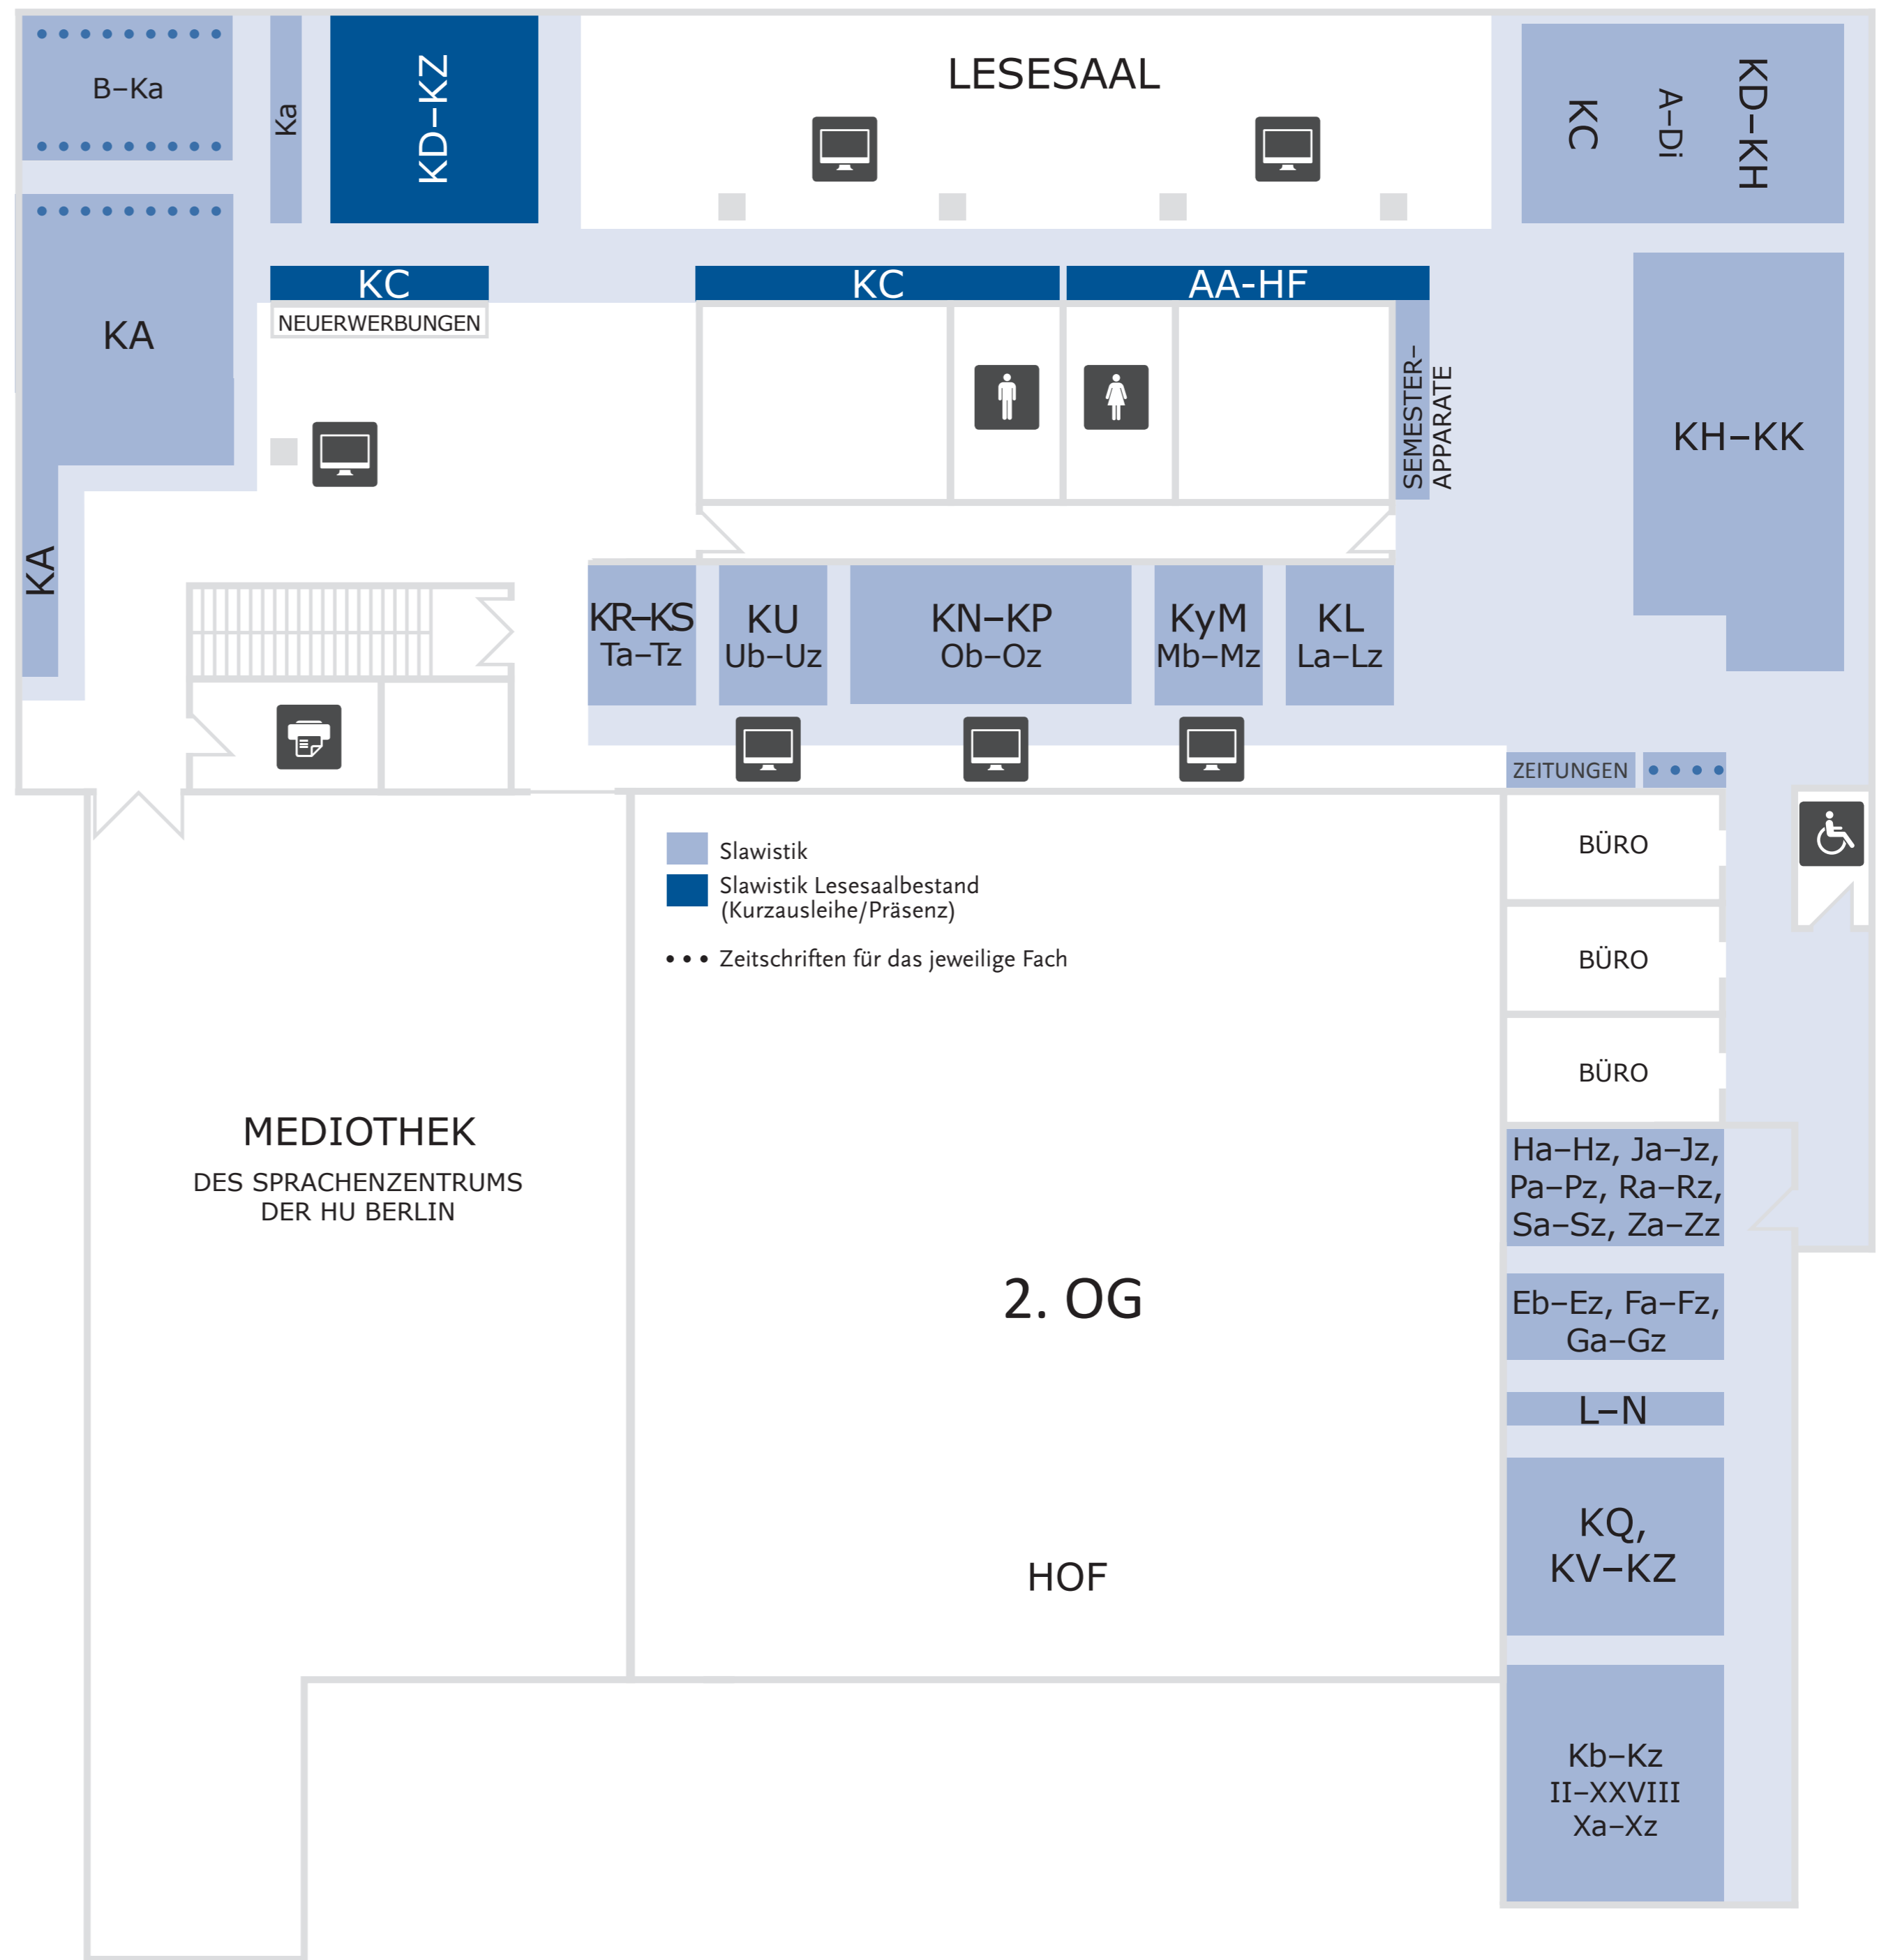 B–Ka
Ka
KD–KZ
LESESAAL
KC
A–Di
KD–KH
KA
KC
NEUERWERBUNGEN
KC
AA-HF
SEMESTER–
APPARATE
KH–KK
KA
KR–KS
Ta–Tz
KU
Ub–Uz
KN–KP
Ob–Oz
KyM
Mb–Mz
KL
La–Lz
ZEITUNGEN
Slawistik
Slawistik Lesesaalbestand
(Kurzausleihe/Präsenz)
Zeitschriften für das jeweilige Fach
BÜRO
BÜRO
BÜRO
MEDIOTHEK
DES SPRACHENZENTRUMS
DER HU BERLIN
Ha–Hz, Ja–Jz,
Pa–Pz, Ra–Rz,
Sa–Sz, Za–Zz
2. OG
Eb–Ez, Fa–Fz,
Ga–Gz
L–N
KQ,
KV–KZ
HOF
Kb–Kz
II–XXVIII
Xa–Xz